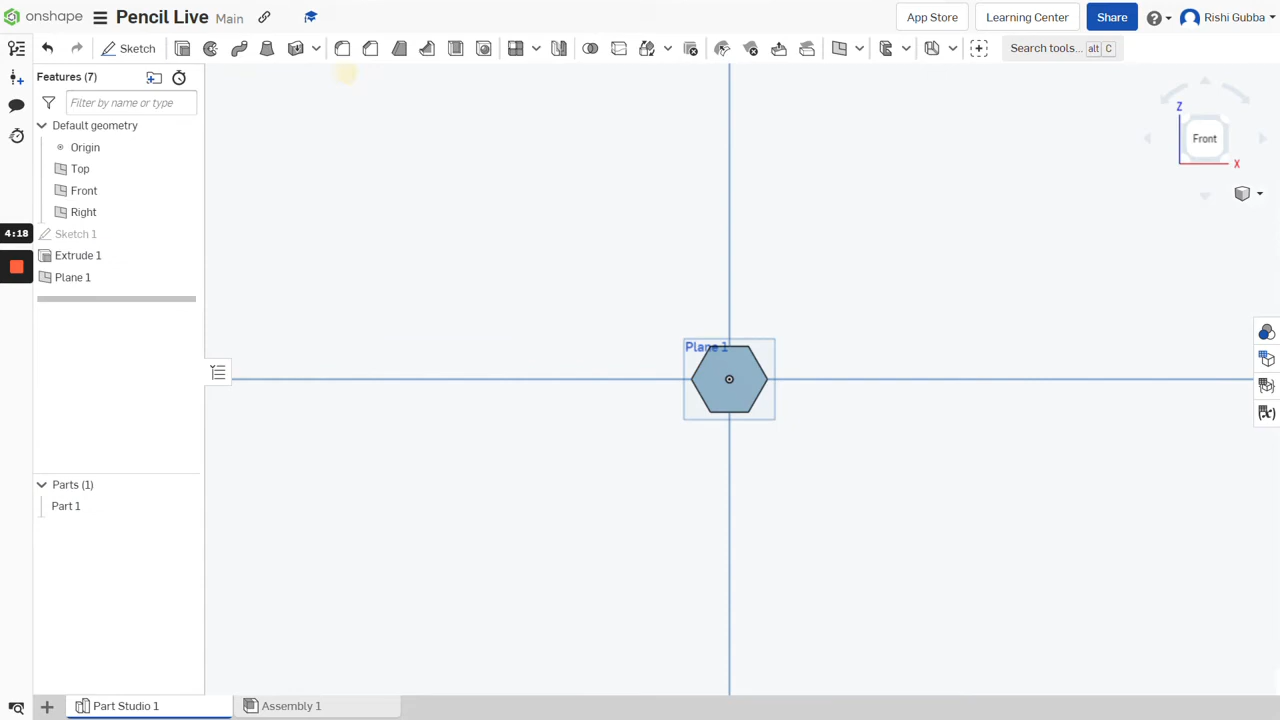 onshape Pencil Live Main App Store Learning Center Share Rishi Gubba
Sketch Search tools... alt C
Features (7)
Filter by name or type
Default geometry
Origin
Top
Front
Right
4:18
Sketch 1
Extrude 1
Plane 1
Plane 1
Z
Front
X
(x)
Parts (1)
Part 1
Part Studio 1 Assembly 1